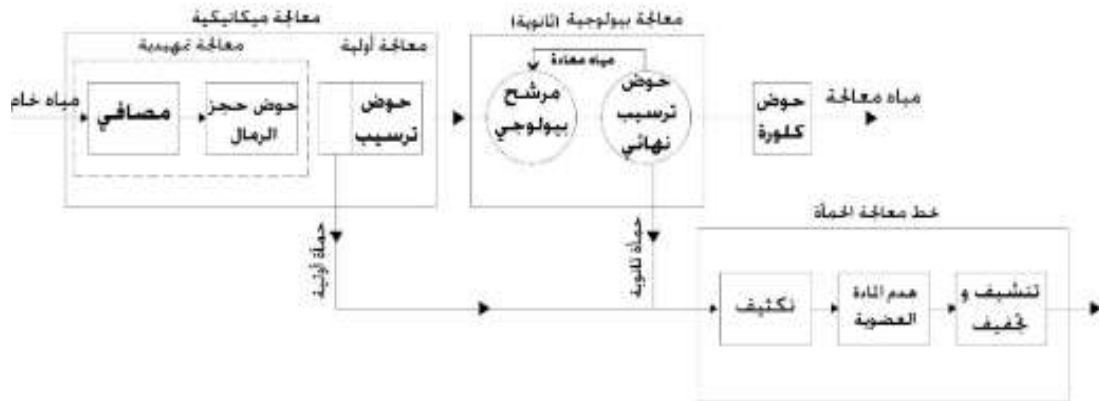 معالجة ميكانيكية
معالجة بيولوجية (ثانوية)
معالجة تمهيدية
معالجة أولية
مياه معادة
مياه خام
مصافي
حوض حجز
الرمال
حوض
ترسيب
مرشح
بيولوجي
حوض
ترسيب
نهائي
حوض
كلورة
مياه معالجة
حمأة أولية
حمأة ثانوية
خط معالجة الحمأة
تكثيف
هدم المادة
العضوية
تنشيف و
تجفيف